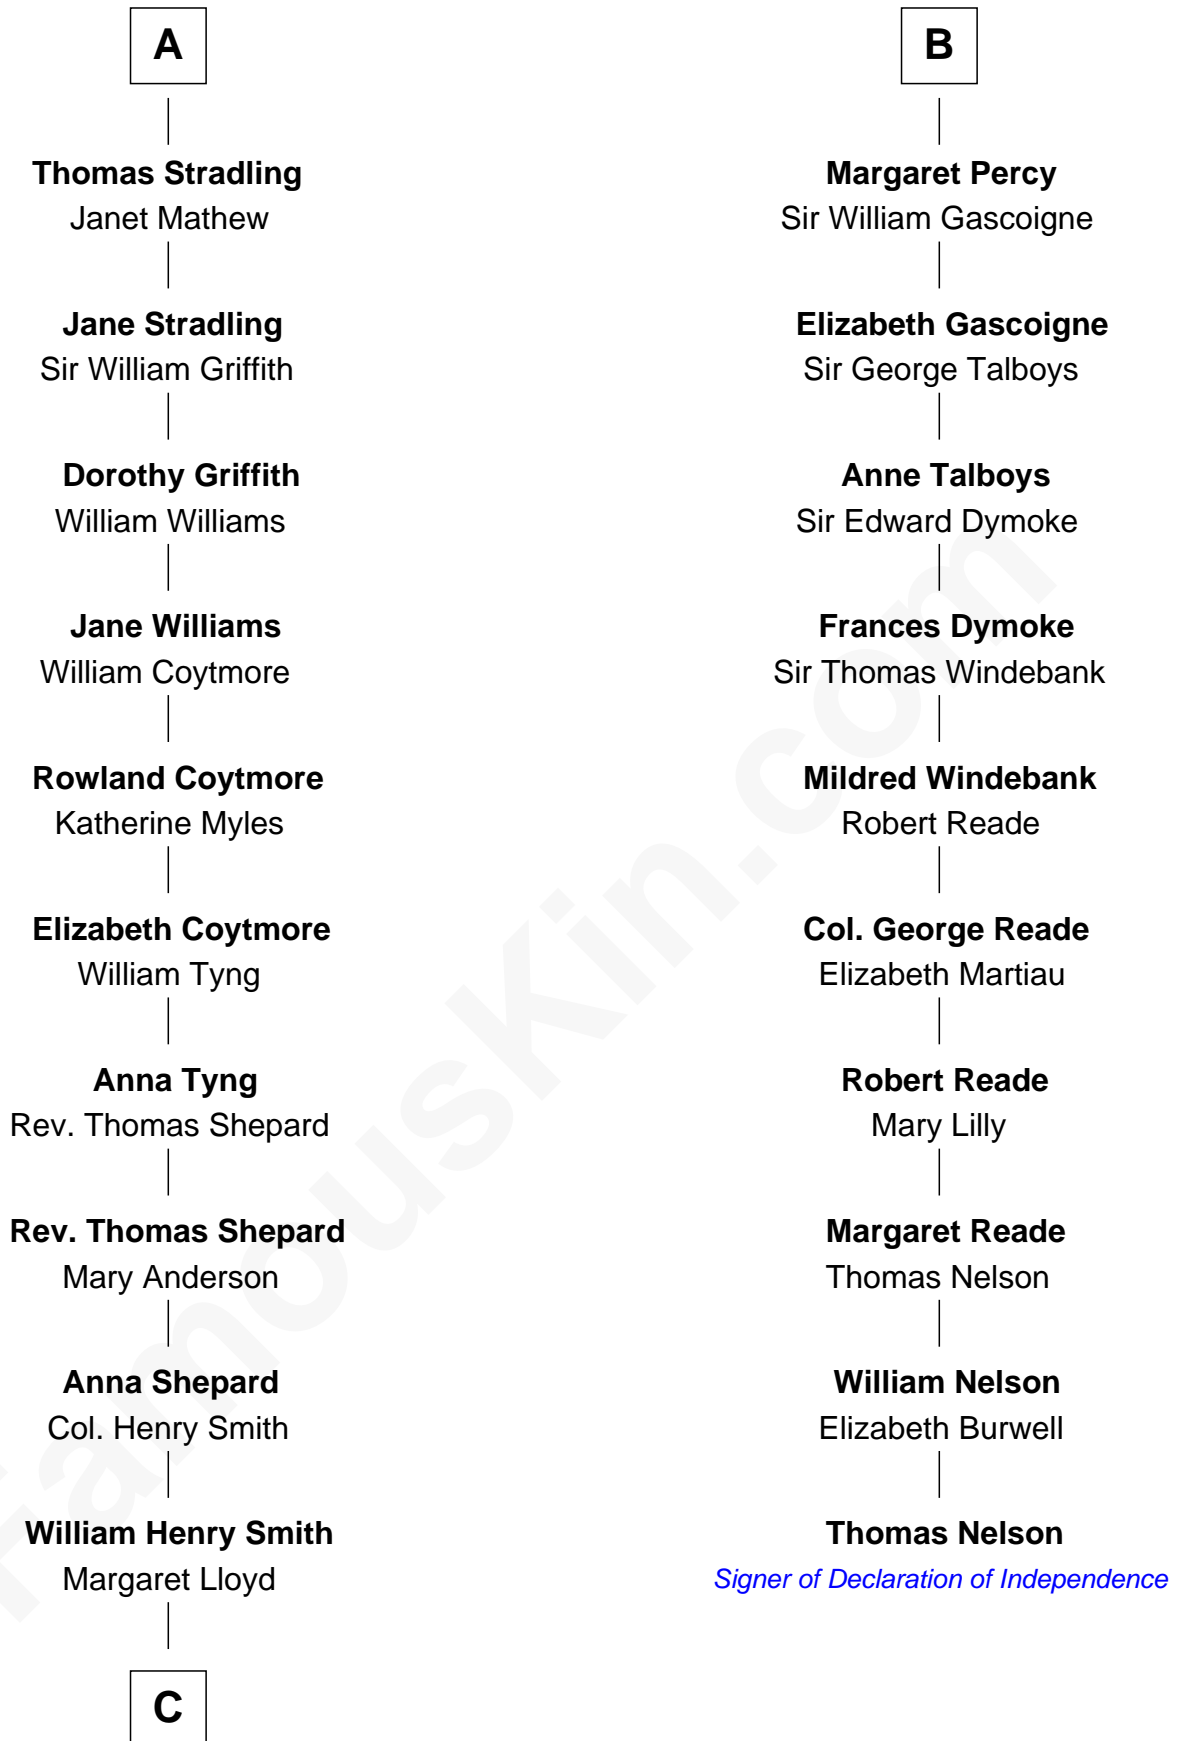 A
Thomas Stradling
Janet Mathew
Jane Stradling
Sir William Griffith
Dorothy Griffith
William Williams
Jane Williams
William Coytmore
Rowland Coytmore
Katherine Myles
Elizabeth Coytmore
William Tyng
Anna Tyng
Rev. Thomas Shepard
Rev. Thomas Shepard
Mary Anderson
Anna Shepard
Col. Henry Smith
William Henry Smith
Margaret Lloyd
C
B
Margaret Percy
Sir William Gascoigne
Elizabeth Gascoigne
Sir George Talboys
Anne Talboys
Sir Edward Dymoke
Frances Dymoke
Sir Thomas Windebank
Mildred Windebank
Robert Reade
Col. George Reade
Elizabeth Martiau
Robert Reade
Mary Lilly
Margaret Reade
Thomas Nelson
William Nelson
Elizabeth Burwell
Thomas Nelson
Signer of Declaration of Independence
FamousKin.com